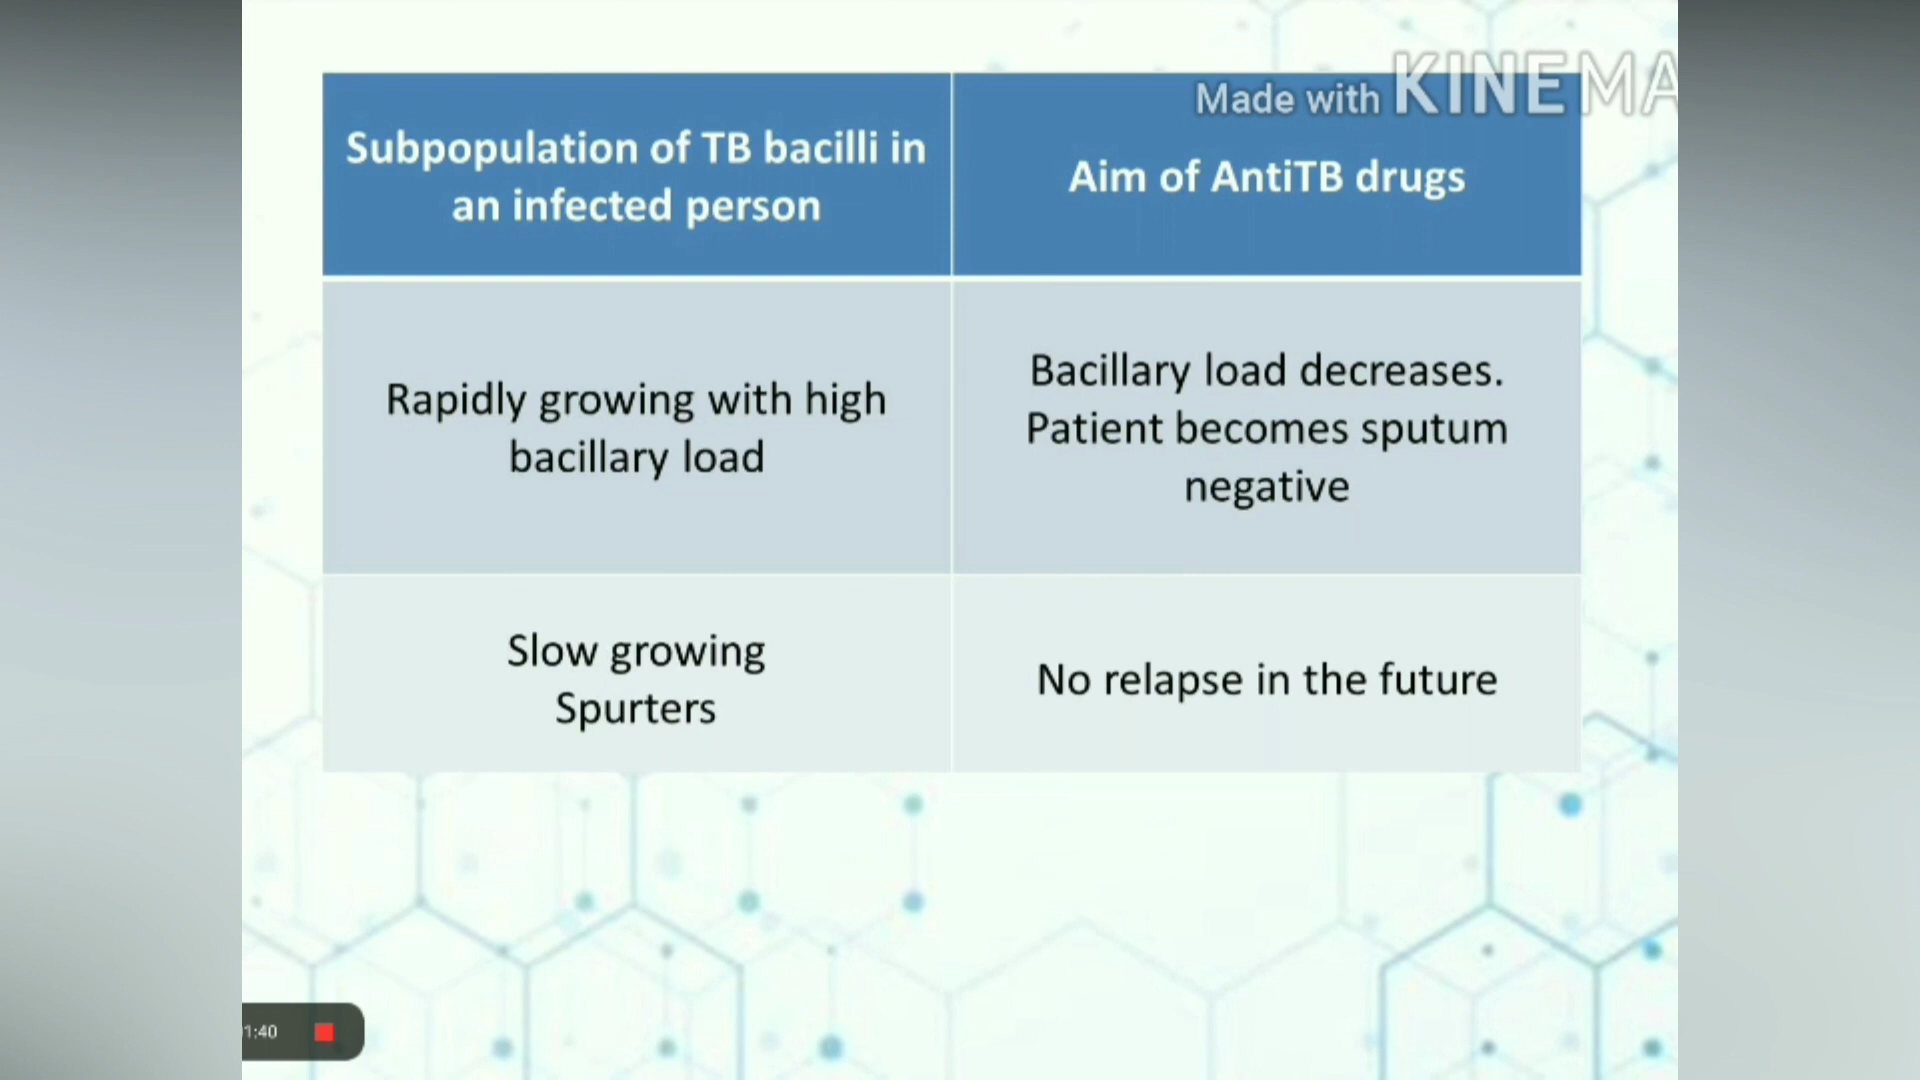 Made with KINEMA
Subpopulation of TB bacilli in
an infected person
Aim of AntiTB drugs
Rapidly growing with high
bacillary load
Bacillary load decreases.
Patient becomes sputum
negative
Slow growing
Spurters
No relapse in the future
1:40